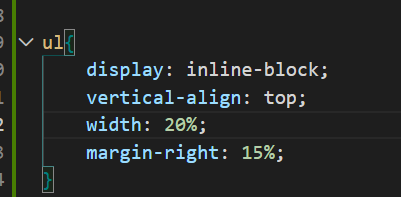 ul{
display: inline-block;
vertical-align: top;
width: 20%;
margin-right: 15%;
}